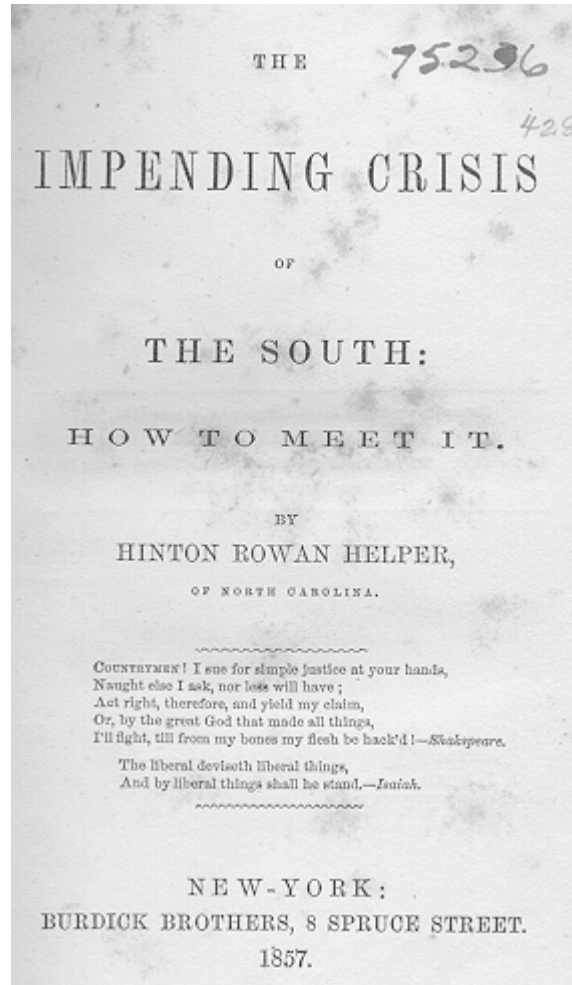 THE
75236
428
IMPENDING CRISIS
OF
THE SOUTH:
HOW TO MEET IT.
BY
HINTON ROWAN HELPER,
OF NORTH CAROLINA.
COUNTRYMEN! I sue for simple justice at your hands,
Naught else I ask, nor less will have;
Act right, therefore, and yield my claim,
Or, by the great God that made all things,
I'll fight, till from my bones my flesh be hack'd!—Shakspeare.
The liberal deviseth liberal things,
And by liberal things shall he stand.—Isaiah.
NEW-YORK:
BURDICK BROTHERS, 8 SPRUCE STREET.
1857.